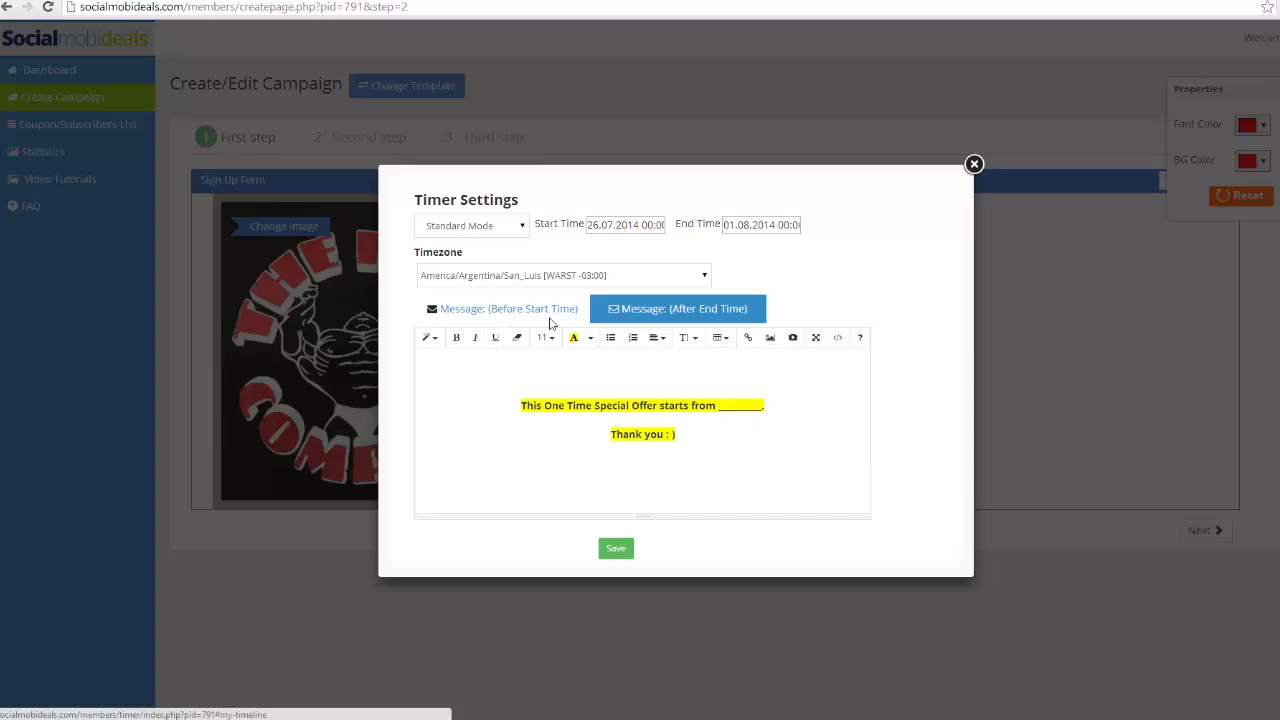 socialmobideals.com/members/createpage.php?pid=791&step=2
Socialmobideals
Welcom
Dashboard
Create/Edit Campaign
Change Template
Create Campaign
Coupon/Subscribers List
Statistics
Video Tutorials
FAQ
1 First step
2 Second step
3 Third step
Properties
Font Color
BG Color
Reset
Sign Up Form
Change Image
THE
COM
Timer Settings
Standard Mode
Start Time 26.07.2014 00:00
End Time 01.08.2014 00:0
Timezone
America/Argentina/San_Luis [WARST -03:00]
Message: (Before Start Time)
Message: (After End Time)
B I U 11 A T ?
This One Time Special Offer starts from ________.
Thank you : )
Save
Next
socialmobideals.com/members/timer/index.php?pid=791#my-timeline